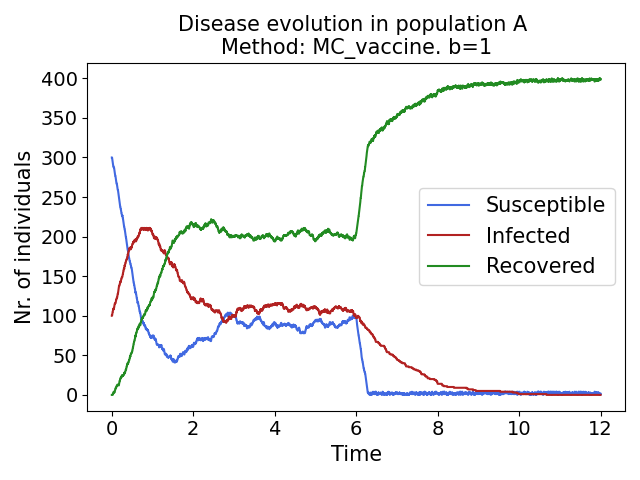 Disease evolution in population A
Method: MC_vaccine. b=1
Nr. of individuals
400
350
300
250
200
150
100
50
0
Susceptible
Infected
Recovered
0 2 4 6 8 10 12
Time